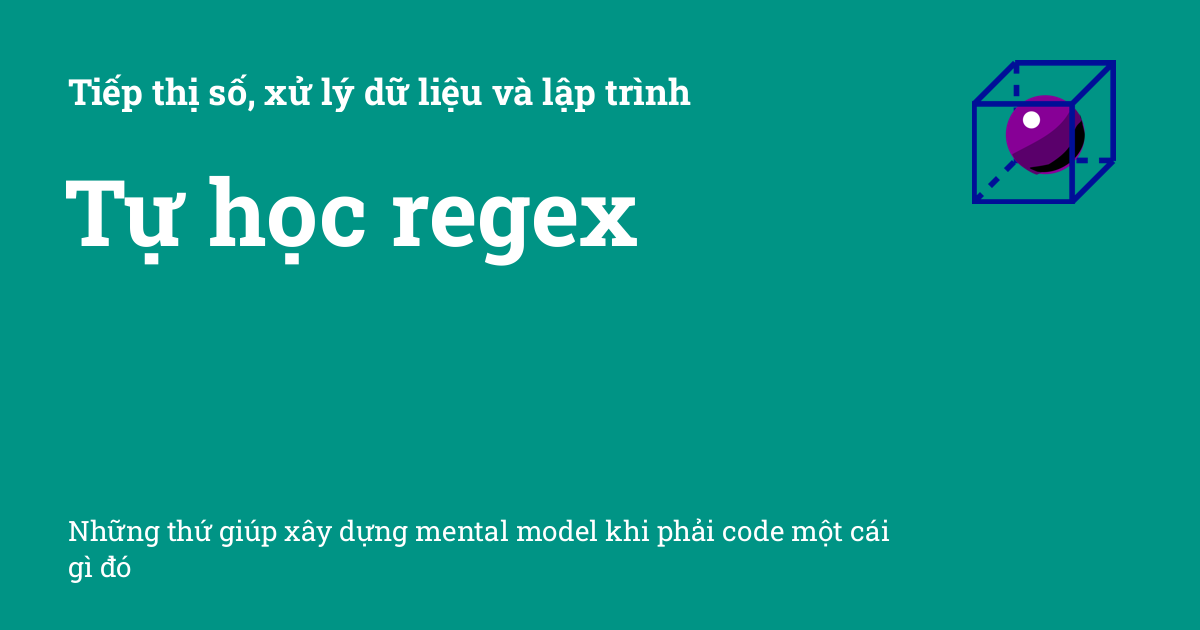 Tiếp thị số, xử lý dữ liệu và lập trình
Tự học regex
Những thứ giúp xây dựng mental model khi phải code một cái
gì đó